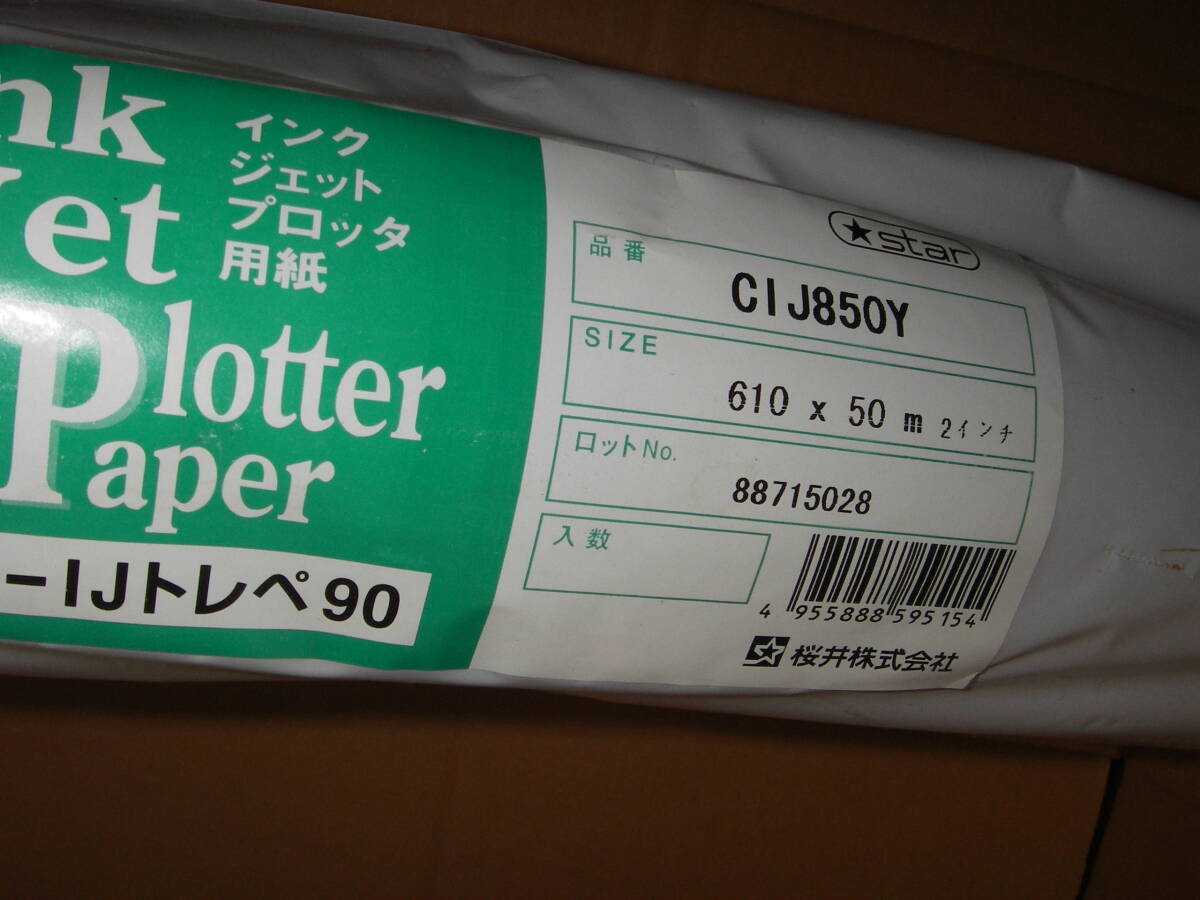 nk
et
Plotter
Paper
インク
ジェット
プロッタ
用紙
-IJトレペ90
★star
品番
CIJ850Y
SIZE
610 x 50 m 2インチ
ロットNo.
88715028
入数
4 955888 595154
桜井株式会社